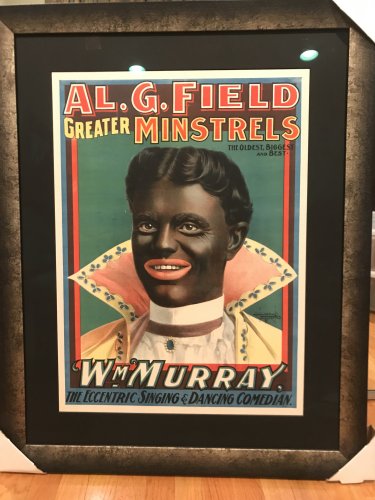 AL. G. FIELD
GREATER MINSTRELS
THE OLDEST, BIGGEST
AND BEST.
"WM MURRAY,
THE ECCENTRIC SINGING & DANCING COMEDIAN.